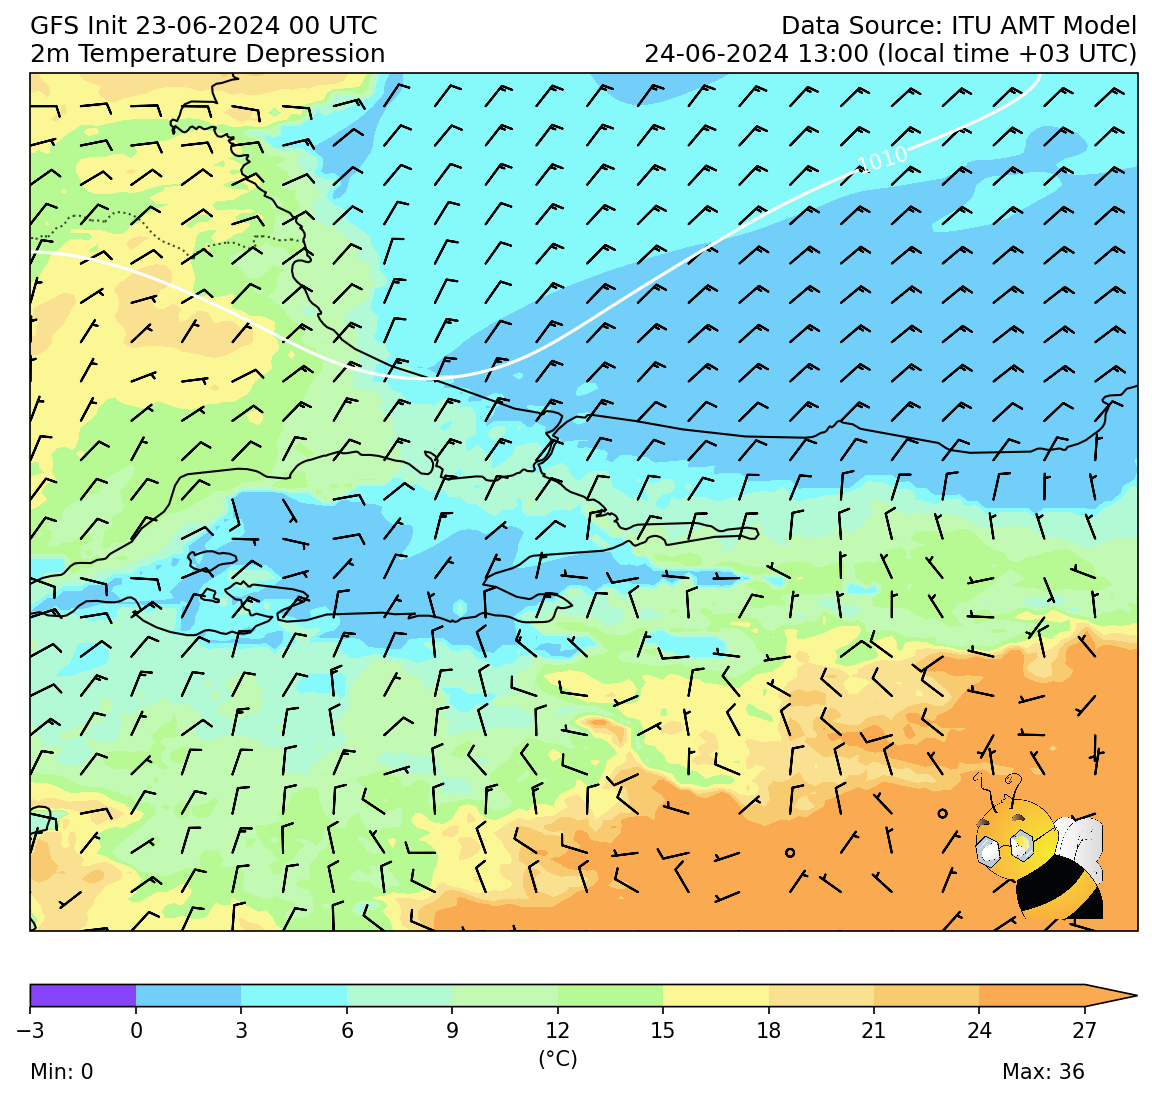 GFS Init 23-06-2024 00 UTC
Data Source: ITU AMT Model
2m Temperature Depression
24-06-2024 13:00 (local time +03 UTC)
1010
−3 0 3 6 9 12 15 18 21 24 27
(°C)
Min: 0
Max: 36